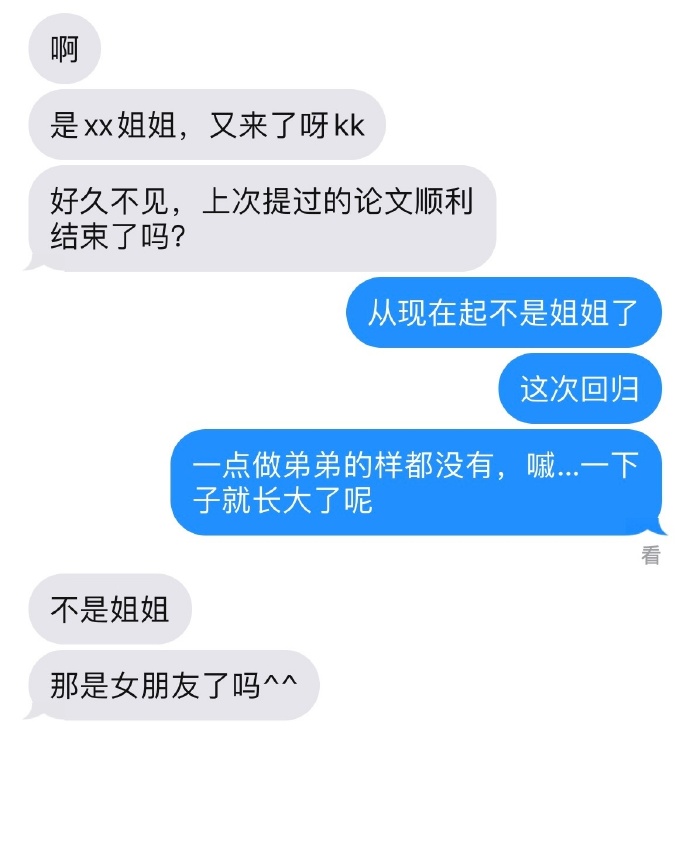 啊
是xx姐姐，又来了呀kk
好久不见，上次提过的论文顺利
结束了吗？
从现在起不是姐姐了
这次回归
一点做弟弟的样都没有，嘁...一下
子就长大了呢
看
不是姐姐
那是女朋友了吗^^